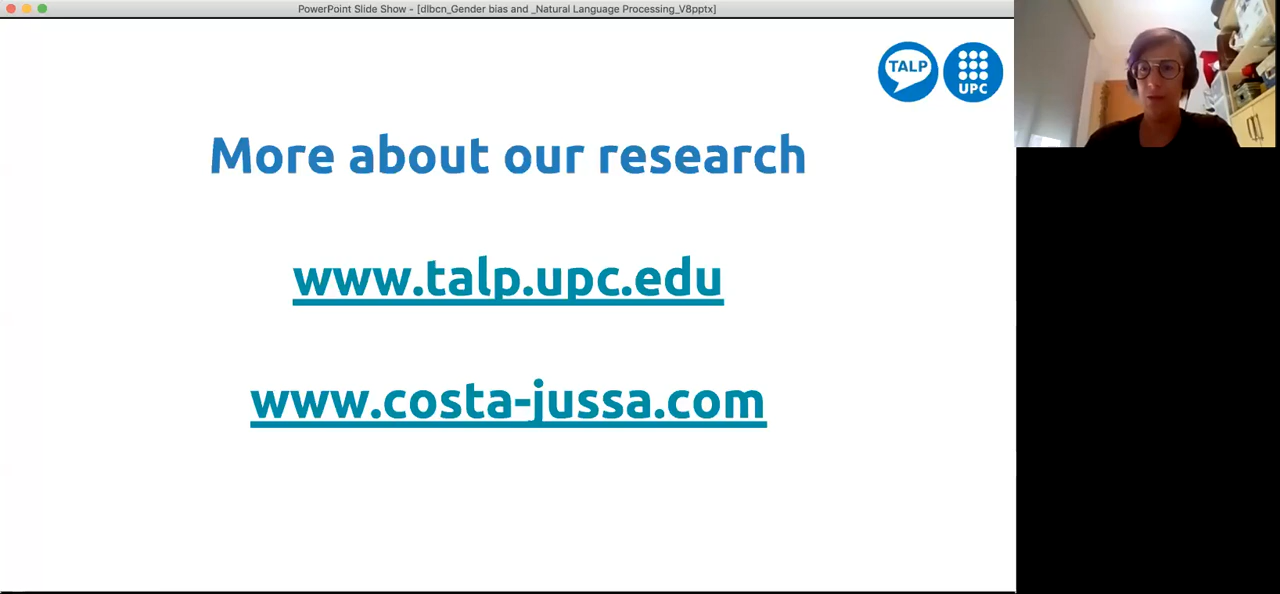 PowerPoint Slide Show - [dlbcn_Gender bias and _Natural Language Processing_V8pptx]
TALP
UPC
More about our research
www.talp.upc.edu
www.costa-jussa.com